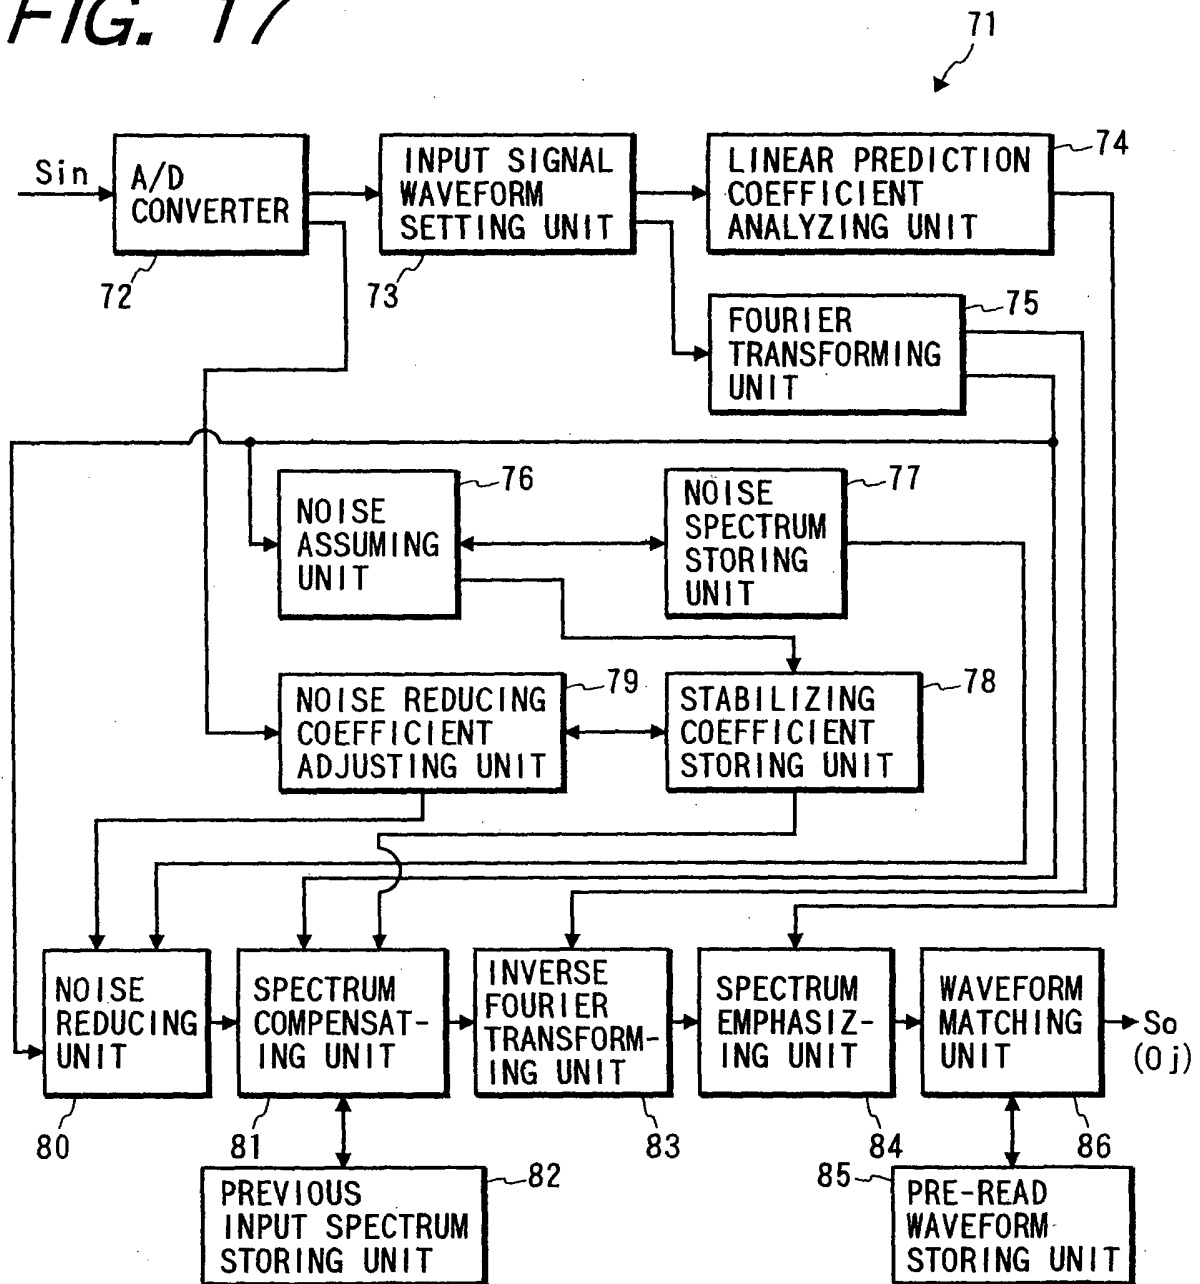 FIG. 17
71
Sin
A/D
CONVERTER
72
INPUT SIGNAL
WAVEFORM
SETTING UNIT
73
LINEAR PREDICTION
COEFFICIENT
ANALYZING UNIT
74
FOURIER
TRANSFORMING
UNIT
75
NOISE
ASSUMING
UNIT
76
NOISE
SPECTRUM
STORING
UNIT
77
NOISE REDUCING
COEFFICIENT
ADJUSTING UNIT
79
STABILIZING
COEFFICIENT
STORING UNIT
78
NOISE
REDUCING
UNIT
80
SPECTRUM
COMPENSAT-
ING UNIT
81
INVERSE
FOURIER
TRANSFORM-
ING UNIT
83
SPECTRUM
EMPHASIZ-
ING UNIT
84
WAVEFORM
MATCHING
UNIT
86
So
(Oj)
PREVIOUS
INPUT SPECTRUM
STORING UNIT
82
85
PRE-READ
WAVEFORM
STORING UNIT